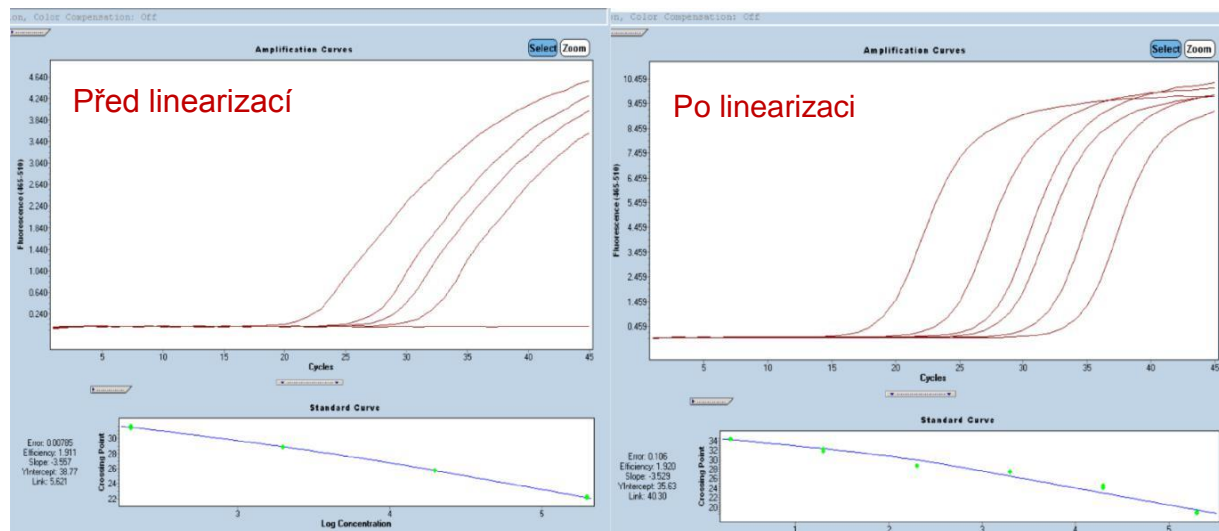 on, Color Compensation: Off
Amplification Curves
Select
Zoom
Před linearizací
4.640
4.240
3.840
3.440
3.040
2.640
2.240
1.840
1.440
1.040
0.640
0.240
Fluorescence (465-510)
5 10 15 20 25 30 35 40 45
Cycles
Standard Curve
Error: 0.00785
Efficiency: 1.911
Slope: -3.557
YIntercept: 38.77
Link: 5,621
Crossing Point
30
28
26
24
22
3 4 5
Log Concentration
on, Color Compensation: Off
Amplification Curves
Select
Zoom
Po linearizaci
10.459
9.459
8.459
7.459
6.459
5.459
4.459
3.459
2.459
1.459
0.459
Fluorescence (465-510)
5 10 15 20 25 30 35 40 45
Cycles
Standard Curve
Error: 0.106
Efficiency: 1.920
Slope: -3.529
YIntercept: 35.63
Link: 40.30
Crossing Point
34
32
30
28
26
24
22
20
1 2 3 4 5